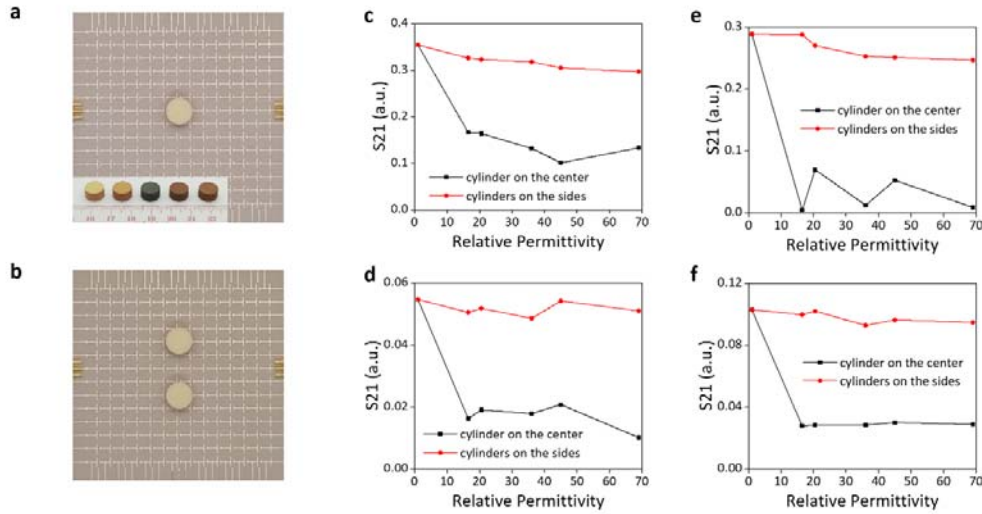 a
c
e
0.4
0.3
0.2
0.1
0.0
S21 (a.u.)
cylinder on the center
cylinders on the sides
0 10 20 30 40 50 60 70
Relative Permittivity
0.3
0.2
0.1
0.0
S21 (a.u.)
cylinder on the center
cylinders on the sides
0 10 20 30 40 50 60 70
Relative Permittivity
b
d
f
0.06
0.04
0.02
0.00
S21 (a.u.)
cylinder on the center
cylinders on the sides
0 10 20 30 40 50 60 70
Relative Permittivity
0.12
0.08
0.04
0.00
S21 (a.u.)
cylinder on the center
cylinders on the sides
0 10 20 30 40 50 60 70
Relative Permittivity